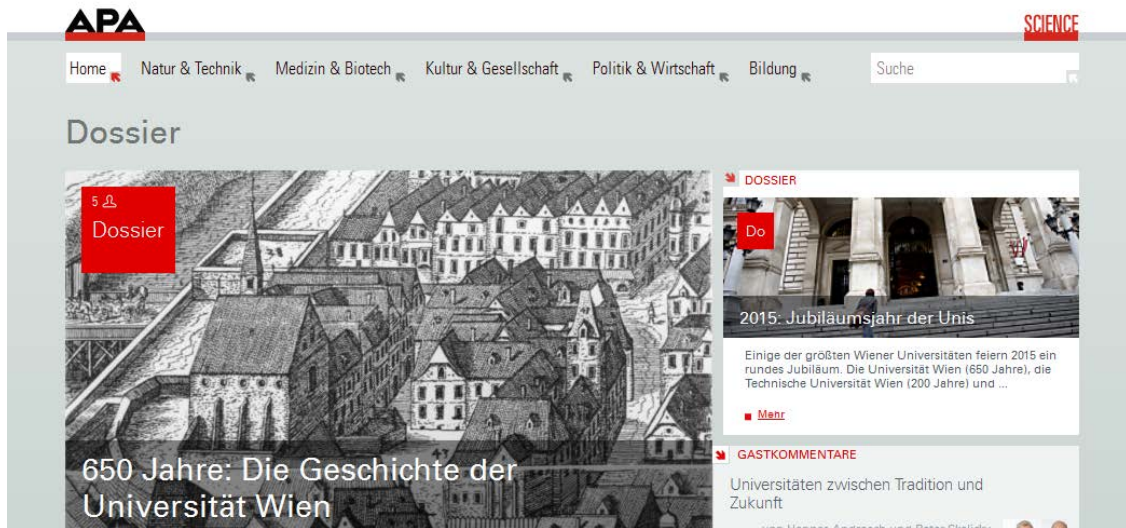 APA
SCIENCE
Home Natur & Technik Medizin & Biotech Kultur & Gesellschaft Politik & Wirtschaft Bildung Suche
Dossier
5
Dossier
650 Jahre: Die Geschichte der
Universität Wien
DOSSIER
Do
2015: Jubiläumsjahr der Unis
Einige der größten Wiener Universitäten feiern 2015 ein
rundes Jubiläum. Die Universität Wien (650 Jahre), die
Technische Universität Wien (200 Jahre) und ...
Mehr
GASTKOMMENTARE
Universitäten zwischen Tradition und
Zukunft